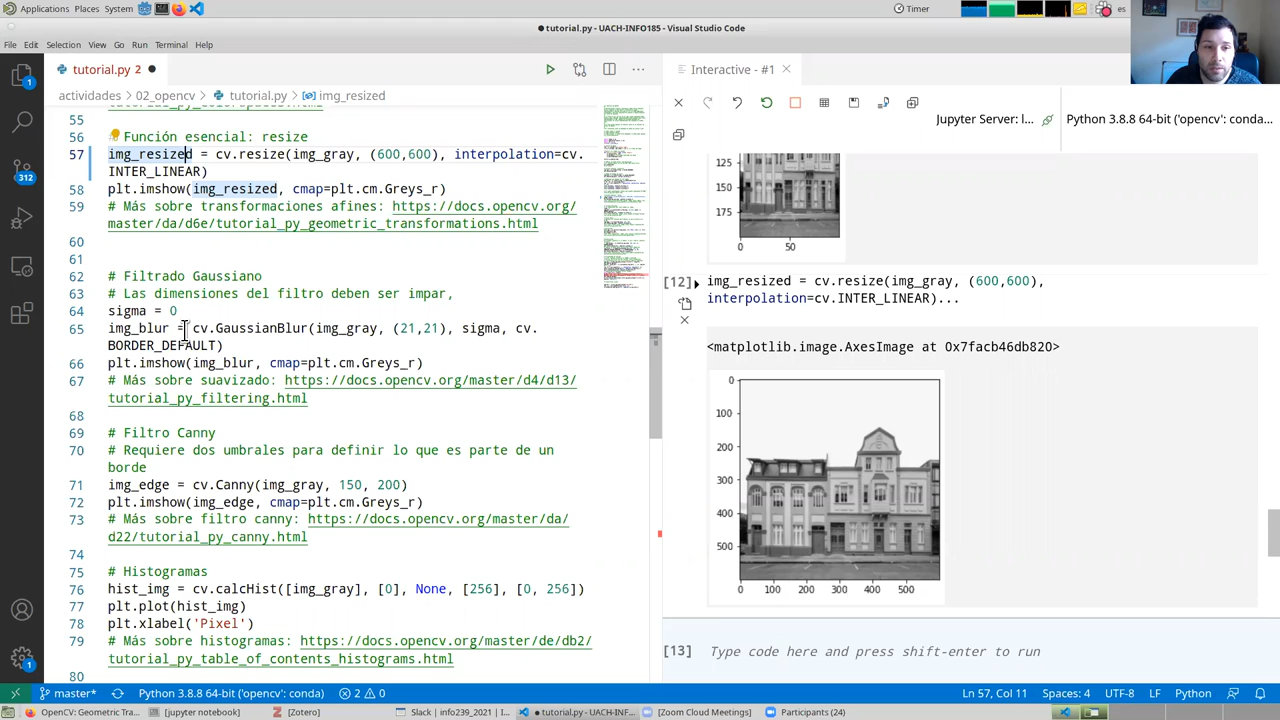 Applications Places System
Timer
es
tutorial.py - UACH-INFO185 - Visual Studio Code
File Edit Selection View Go Run Terminal Help
tutorial.py 2
Interactive - #1
actividades > 02_opencv > tutorial.py > img_resized
Jupyter Server: l... Python 3.8.8 64-bit ('opencv': conda...
55
Función esencial: resize
57 img_resized = cv.resize(img_gray, (600,600), interpolation=cv.
INTER_LINEAR)
58 plt.imshow(img_resized, cmap=plt.cm.Greys_r)
# Más sobre transformaciones https://docs.opencv.org/
master/da/d6e/tutorial_py_geometric_transformations.html
60
61
62 # Filtrado Gaussiano
63 # Las dimensiones del filtro deben ser impar,
64 sigma = 0
65 img_blur = cv.GaussianBlur(img_gray, (21,21), sigma, cv.
BORDER_DEFAULT)
66 plt.imshow(img_blur, cmap=plt.cm.Greys_r)
67 # Más sobre suavizado: https://docs.opencv.org/master/d4/d13/
tutorial_py_filtering.html
68
69 # Filtro Canny
70 # Requiere dos umbrales para definir lo que es parte de un
borde
71 img_edge = cv.Canny(img_gray, 150, 200)
72 plt.imshow(img_edge, cmap=plt.cm.Greys_r)
73 # Más sobre filtro canny: https://docs.opencv.org/master/da/
d22/tutorial_py_canny.html
74
75 # Histogramas
76 hist_img = cv.calcHist([img_gray], [0], None, [256], [0, 256])
77 plt.plot(hist_img)
78 plt.xlabel('Pixel')
79 # Más sobre histogramas: https://docs.opencv.org/master/de/db2/
tutorial_py_table_of_contents_histograms.html
80
125
150
175
0 50
[12] img_resized = cv.resize(img_gray, (600,600),
interpolation=cv.INTER_LINEAR)...
<matplotlib.image.AxesImage at 0x7facb46db820>
0
100
200
300
400
500
0 100 200 300 400 500
[13] Type code here and press shift-enter to run
1
312
1
master* Python 3.8.8 64-bit ('opencv': conda) 2 0
Ln 57, Col 11 Spaces: 4 UTF-8 LF Python
OpenCV: Geometric Tra... [jupyter notebook] [Zotero] Slack | info239_2021 | I... tutorial.py - UACH-INF... [Zoom Cloud Meetings] Participants (24)